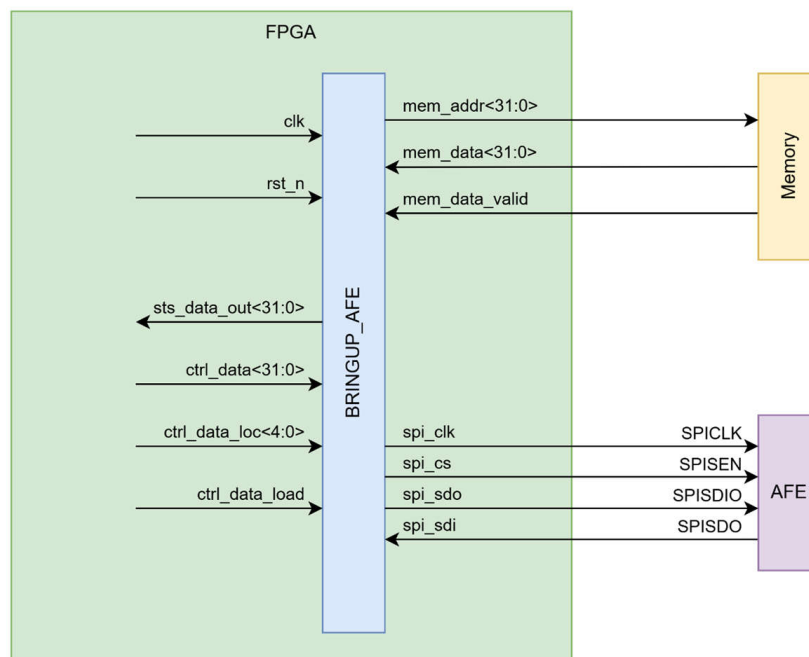 FPGA
clk
rst_n
sts_data_out<31:0>
ctrl_data<31:0>
ctrl_data_loc<4:0>
ctrl_data_load
BRINGUP_AFE
mem_addr<31:0>
mem_data<31:0>
mem_data_valid
Memory
spi_clk SPICLK
spi_cs SPISEN
spi_sdo SPISDIO
spi_sdi SPISDO
AFE